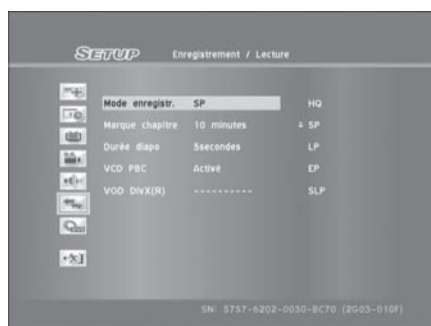 SETUP Enregistrement / Lecture
Mode enregistr. SP HQ
Marque chapitre 10 minutes SP
Durée diapo 5secondes LP
VCD PBC Activé EP
VOD DIVX(R) ---------- SLP
SN: 5757-6202-0030-BC70 (2G03-010F)